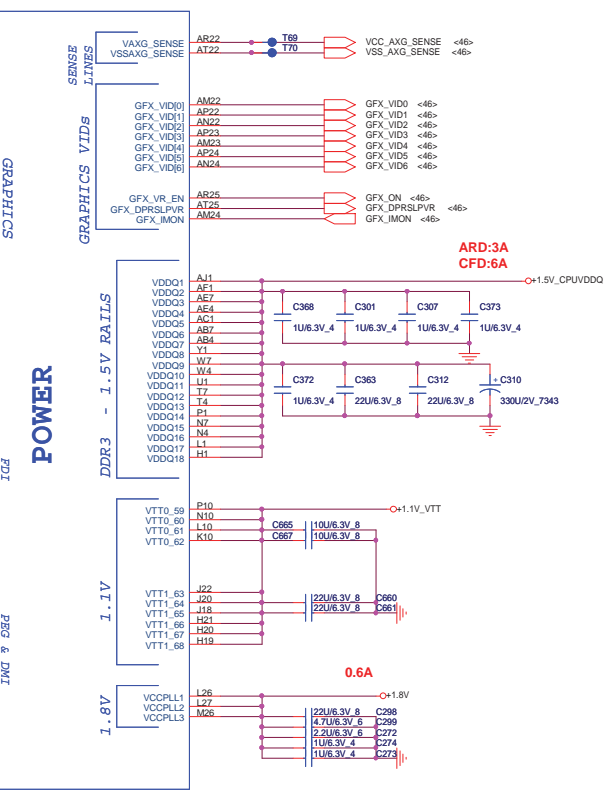 SENSE
LINES
VAXG_SENSE AR22 T69 VCC_AXG_SENSE <46>
VSSAXG_SENSE AT22 T70 VSS_AXG_SENSE <46>
GRAPHICS VIDs
GRAPHICS
GFX_VID[0] AM22 GFX_VID0 <46>
GFX_VID[1] AP22 GFX_VID1 <46>
GFX_VID[2] AN22 GFX_VID2 <46>
GFX_VID[3] AP23 GFX_VID3 <46>
GFX_VID[4] AM23 GFX_VID4 <46>
GFX_VID[5] AP24 GFX_VID5 <46>
GFX_VID[6] AN24 GFX_VID6 <46>
GFX_VR_EN AR25 GFX_ON <46>
GFX_DPRSLPVR AT25 GFX_DPRSLPVR <46>
GFX_IMON AM24 GFX_IMON <46>
ARD:3A
CFD:6A
+1.5V_CPUVDDQ
DDR3 - 1.5V RAILS
POWER
VDDQ1 AJ1
VDDQ2 AF1
VDDQ3 AE7
VDDQ4 AE4
VDDQ5 AC1
VDDQ6 AB7
VDDQ7 AB4
VDDQ8 Y1
VDDQ9 W7
VDDQ10 W4
VDDQ11 U1
VDDQ12 T7
VDDQ13 T4
VDDQ14 P1
VDDQ15 N7
VDDQ16 N4
VDDQ17 L1
VDDQ18 H1
C368 C301 C307 C373
1U/6.3V_4 1U/6.3V_4 1U/6.3V_4 1U/6.3V_4
C372 C363 C312 + C310
1U/6.3V_4 22U/6.3V_8 22U/6.3V_8 330U/2V_7343
FDI
1.1V
VTT0_59 P10 +1.1V_VTT
VTT0_60 N10
VTT0_61 L10 C665 10U/6.3V_8
VTT0_62 K10 C667 10U/6.3V_8
VTT1_63 J22
VTT1_64 J20 22U/6.3V_8 C660
VTT1_65 J18 22U/6.3V_8 C661
VTT1_66 H21
VTT1_67 H20
VTT1_68 H19
PEG & DMI
0.6A
1.8V
VCCPLL1 L26 +1.8V
VCCPLL2 L27
VCCPLL3 M26
22U/6.3V_8 C298
4.7U/6.3V_6 C299
2.2U/6.3V_6 C272
1U/6.3V_4 C274
1U/6.3V_4 C273